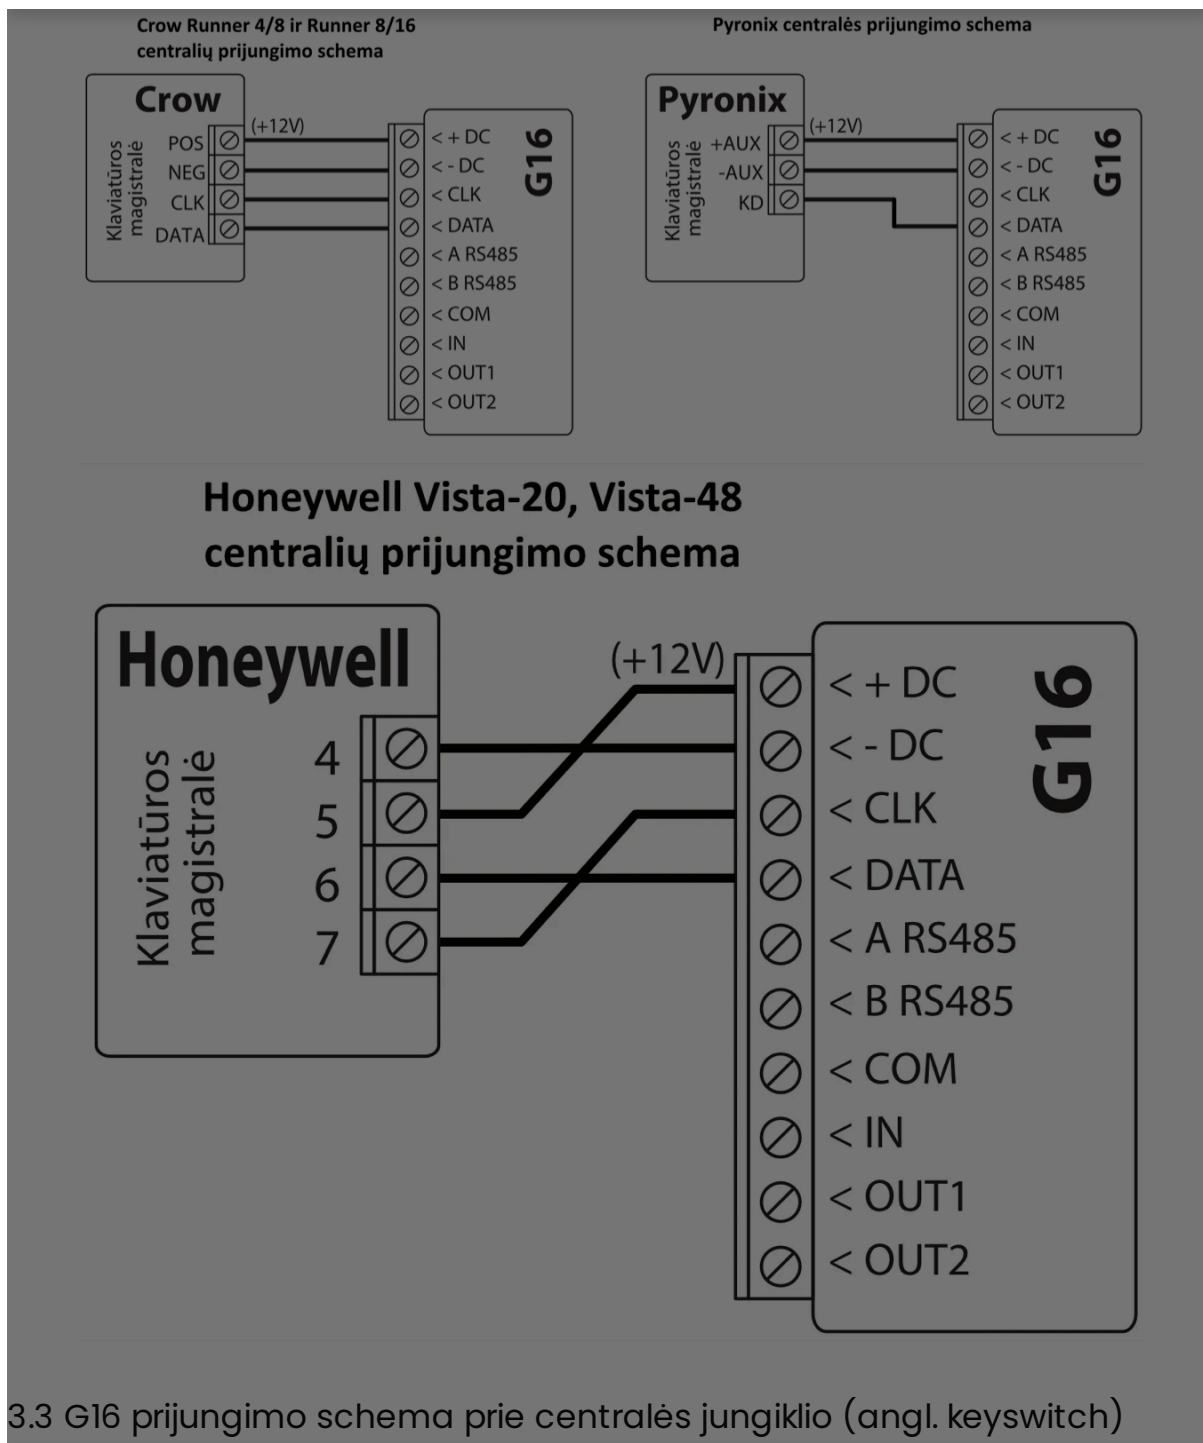 Crow Runner 4/8 ir Runner 8/16
centralių prijungimo schema
Crow
Klaviatūros
magistralė
POS
NEG
CLK
DATA
(+12V)
< + DC
< - DC
< CLK
< DATA
< A RS485
< B RS485
< COM
< IN
< OUT1
< OUT2
G16
Pyronix centralės prijungimo schema
Pyronix
Klaviatūros
magistralė
+AUX
-AUX
KD
(+12V)
< + DC
< - DC
< CLK
< DATA
< A RS485
< B RS485
< COM
< IN
< OUT1
< OUT2
G16
Honeywell Vista-20, Vista-48
centralių prijungimo schema
Honeywell
Klaviatūros
magistralė
4
5
6
7
(+12V)
< + DC
< - DC
< CLK
< DATA
< A RS485
< B RS485
< COM
< IN
< OUT1
< OUT2
G16
3.3 G16 prijungimo schema prie centralės jungiklio (angl. keyswitch)